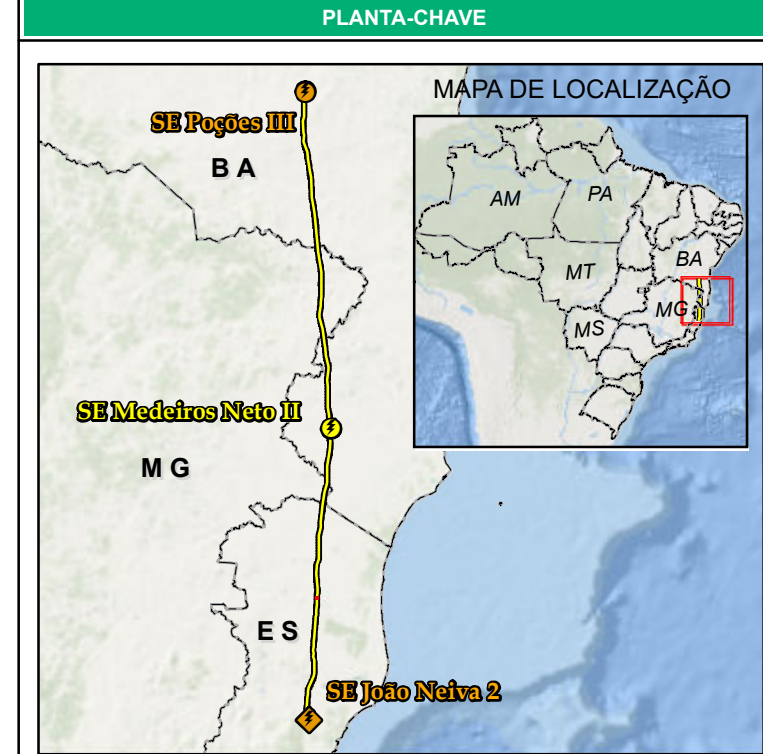 PLANTA-CHAVE
MAPA DE LOCALIZAÇÃO
SE Poções III
B A
AM
PA
BA
MT
MG
MS
SE Medeiros Neto II
M G
E S
SE João Neiva 2